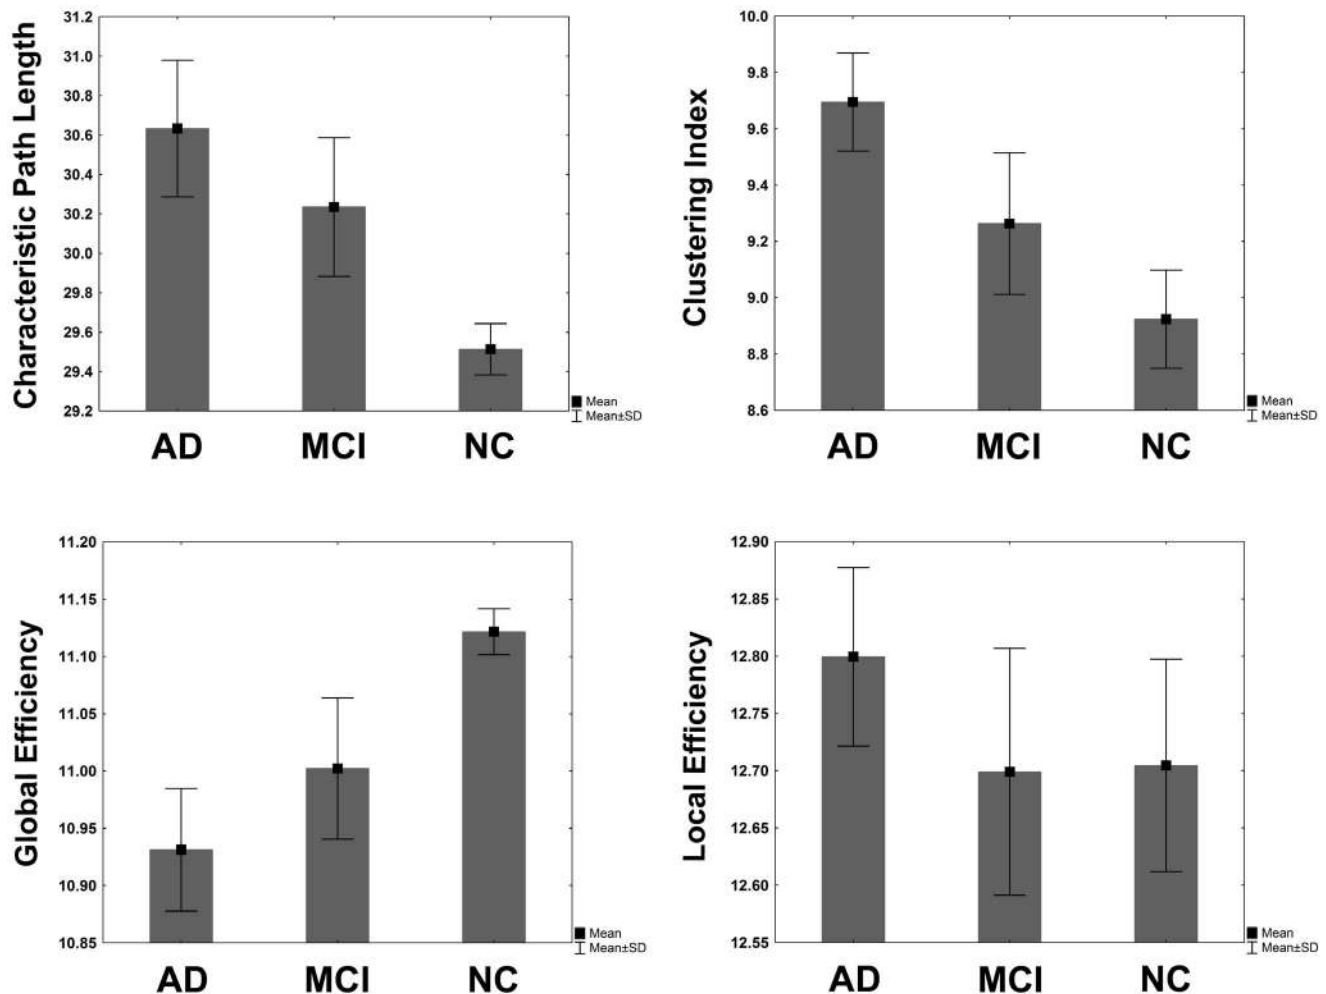 Characteristic Path Length
31.2
31.0
30.8
30.6
30.4
30.2
30.0
29.8
29.6
29.4
29.2
AD MCI NC
Mean
Mean±SD
Clustering Index
10.0
9.8
9.6
9.4
9.2
9.0
8.8
8.6
AD MCI NC
Mean
Mean±SD
Global Efficiency
11.20
11.15
11.10
11.05
11.00
10.95
10.90
10.85
AD MCI NC
Mean
Mean±SD
Local Efficiency
12.90
12.85
12.80
12.75
12.70
12.65
12.60
12.55
AD MCI NC
Mean
Mean±SD